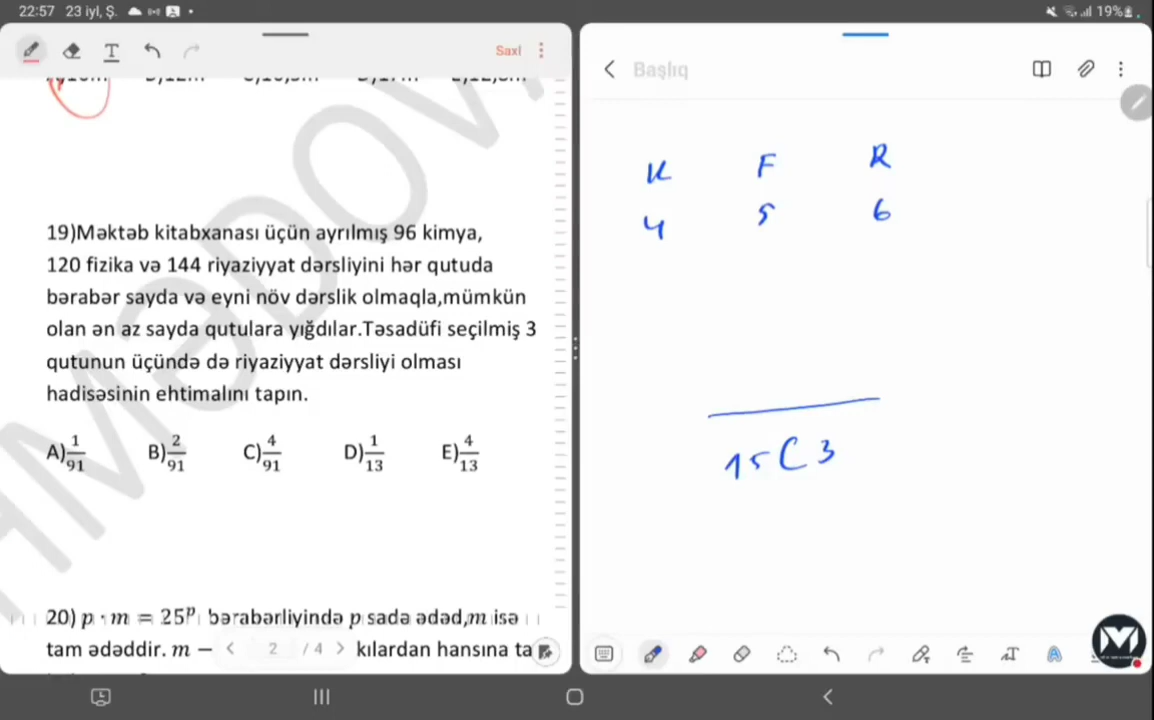 22:57 23 iyl, Ş. 19%
Saxl
Başlıq
19)Məktəb kitabxanası üçün ayrılmış 96 kimya,
120 fizika və 144 riyaziyyat dərsliyini hər qutuda
bərabər sayda və eyni növ dərslik olmaqla,mümkün
olan ən az sayda qutulara yığdılar.Təsadüfi seçilmiş 3
qutunun üçündə də riyaziyyat dərsliyi olması
hadisəsinin ehtimalını tapın.
A) 1/91 B) 2/91 C) 4/91 D) 1/13 E) 4/13
20) p · m = 25^p bərabərliyində p sadə ədəd,m isə
tam ədəddir. m − kılardan hansına ta
2 / 4
K F R
4 5 6
15C3
HMƏDOV